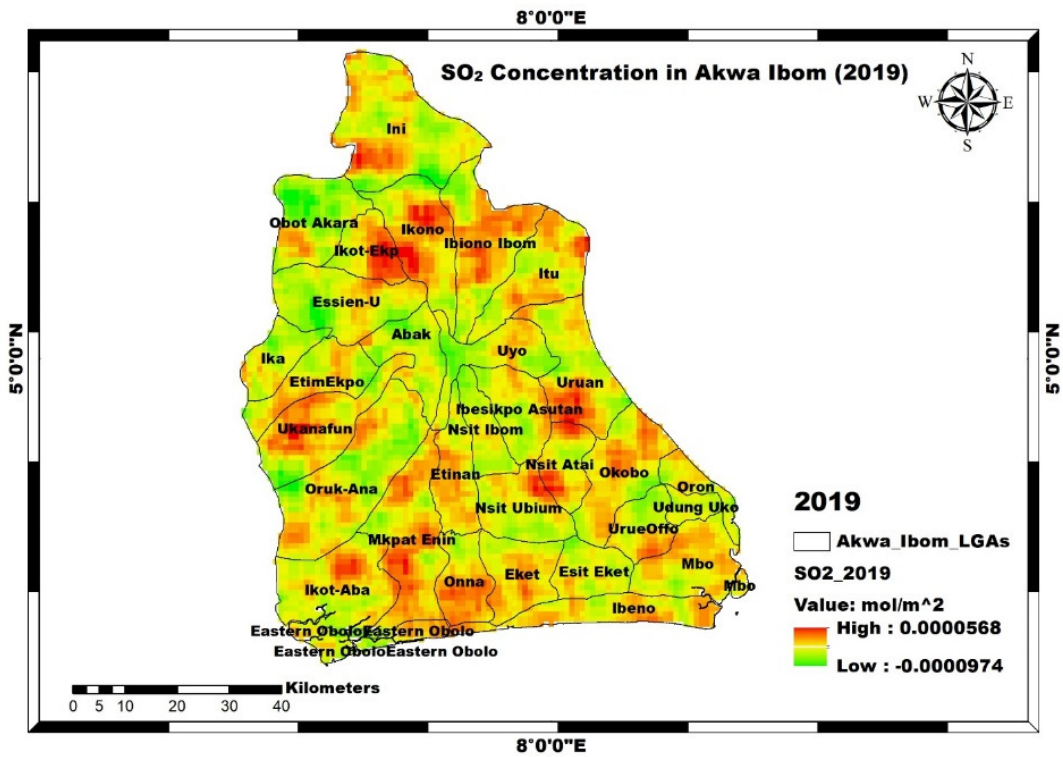 8°0'0"E
SO₂ Concentration in Akwa Ibom (2019)
N
W E
S
Ini
Obot Akara
Ikono
Ikot-Ekp
Ibiono Ibom
Itu
Essien-U
Abak
Uyo
Ika
EtimEkpo
Uruan
Ibesikpo Asutan
Ukanafun
Nsit Ibom
Etinan
Nsit Atai
Okobo
Oruk-Ana
Oron
Nsit Ubium
Udung Uko
UrueOffo
Mkpat Enin
Mbo
Ikot-Aba
Onna
Eket
Esit Eket
Mbo
Ibeno
Eastern Obolo
Eastern Obolo
Eastern Obolo
Eastern Obolo
5°0'0"N
5°0'0"N
2019
Akwa_Ibom_LGAs
SO2_2019
Value: mol/m^2
High : 0.0000568
Low : -0.0000974
Kilometers
0 5 10 20 30 40
8°0'0"E